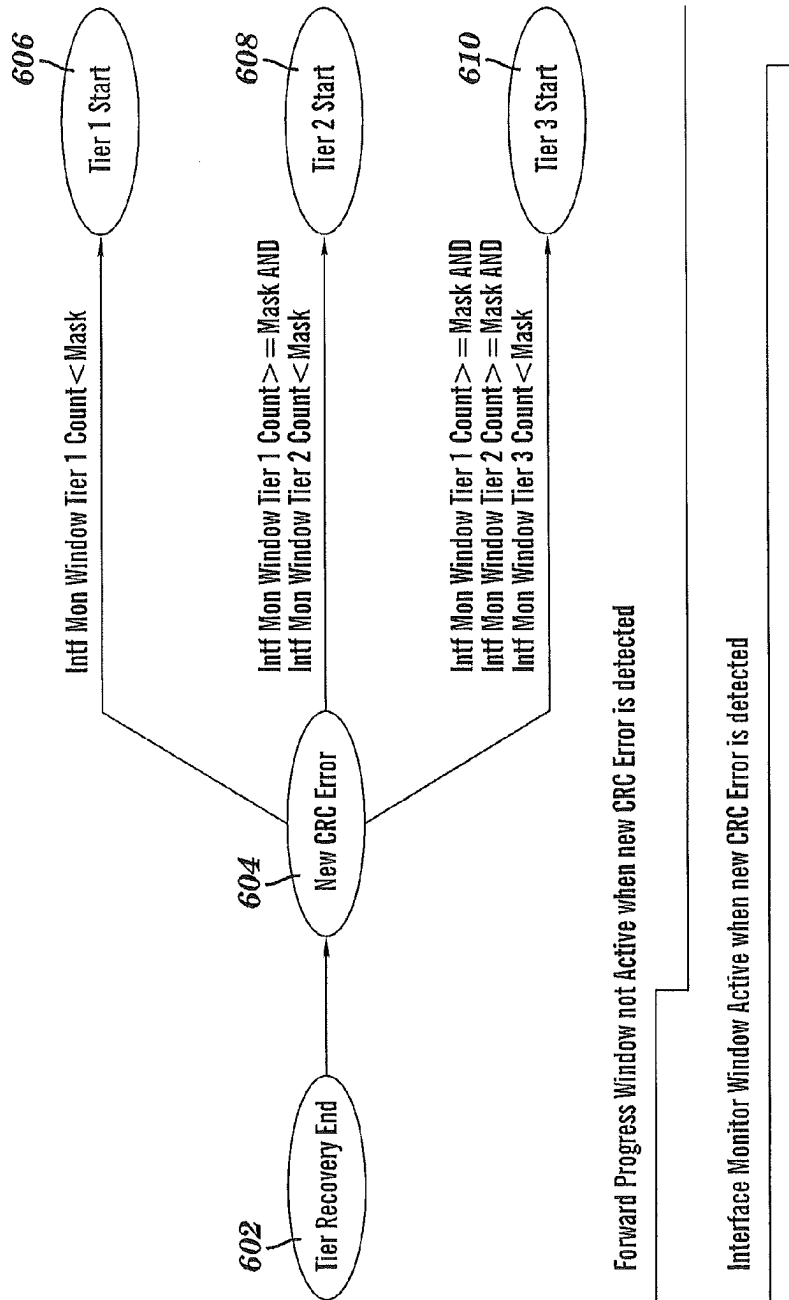 606
Tier 1 Start
Intf Mon Window Tier 1 Count<Mask
602
Tier Recovery End
604
New CRC Error
608
Tier 2 Start
Intf Mon Window Tier 1 Count>=Mask AND
Intf Mon Window Tier 2 Count<Mask
610
Tier 3 Start
Intf Mon Window Tier 1 Count>=Mask AND
Intf Mon Window Tier 2 Count>=Mask AND
Intf Mon Window Tier 3 Count<Mask
Forward Progress Window not Active when new CRC Error is detected
Interface Monitor Window Active when new CRC Error is detected